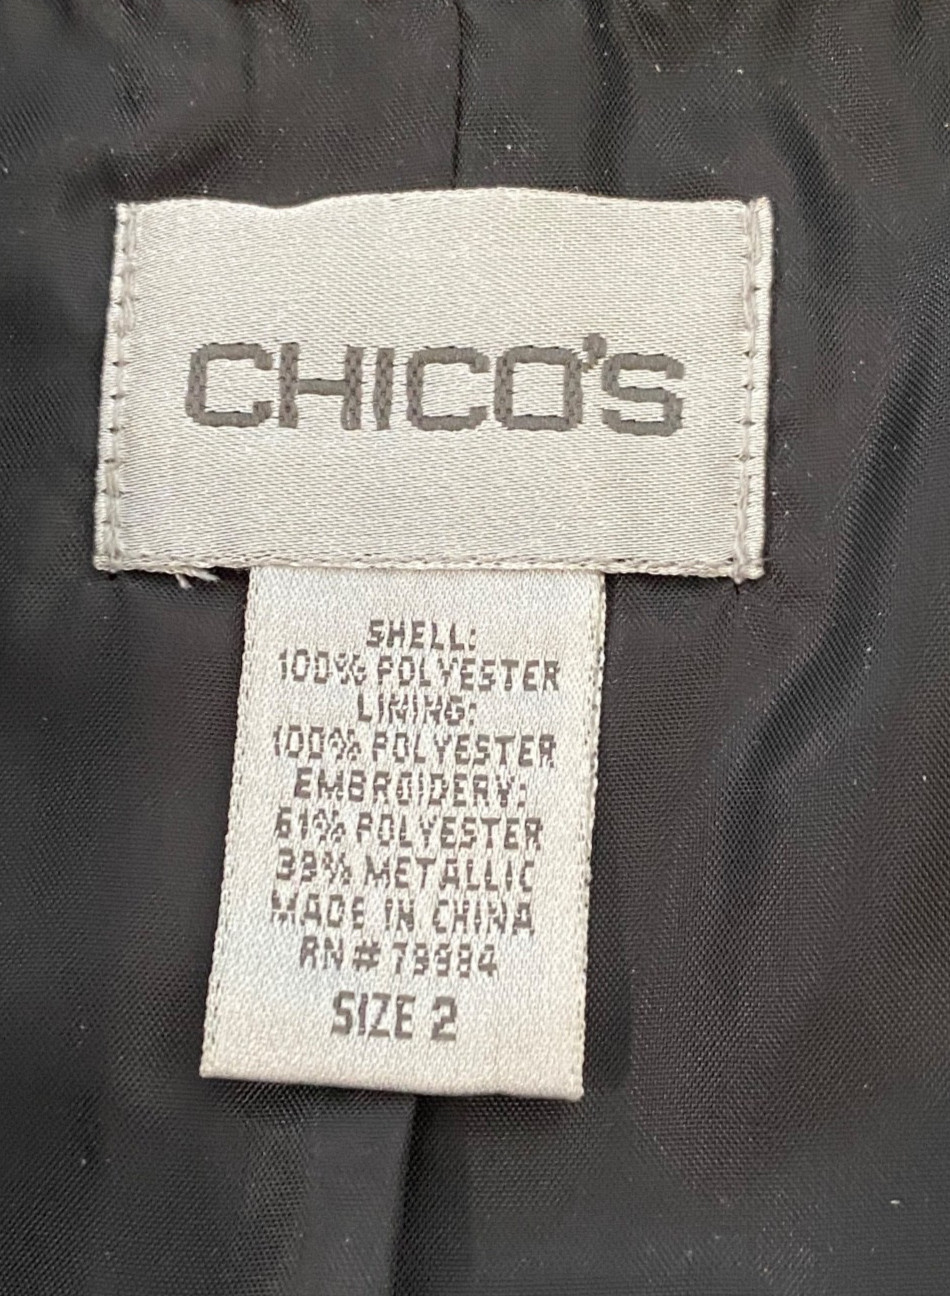 CHICO'S
SHELL:
100% POLYESTER
LINING:
100% POLYESTER
EMBROIDERY:
61% POLYESTER
39% METALLIC
MADE IN CHINA
RN # 79984
SIZE 2